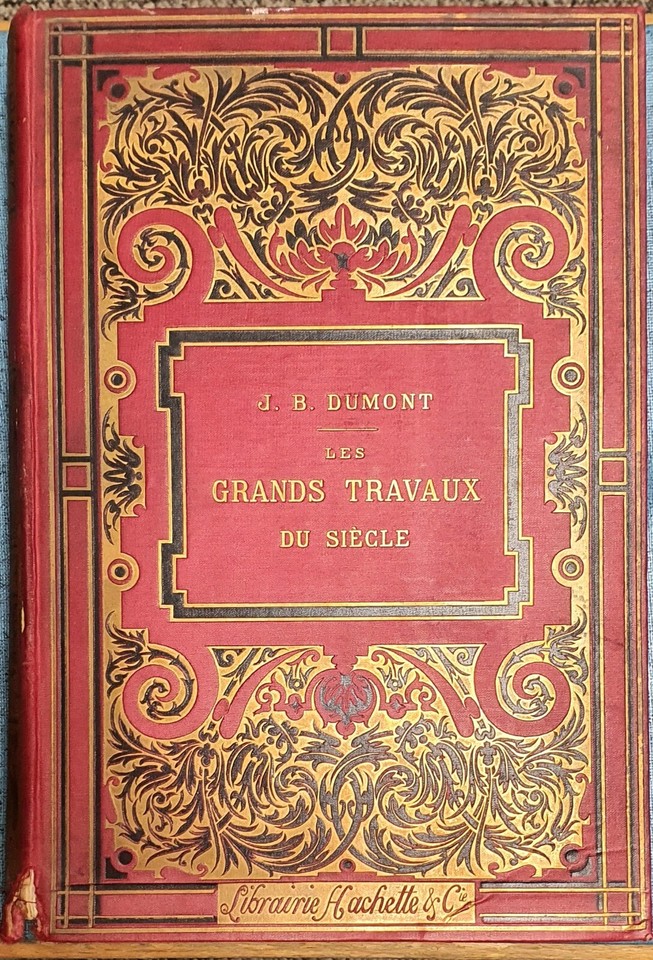 J. B. DUMONT
LES
GRANDS TRAVAUX
DU SIÈCLE
Librairie Hachette & Cie